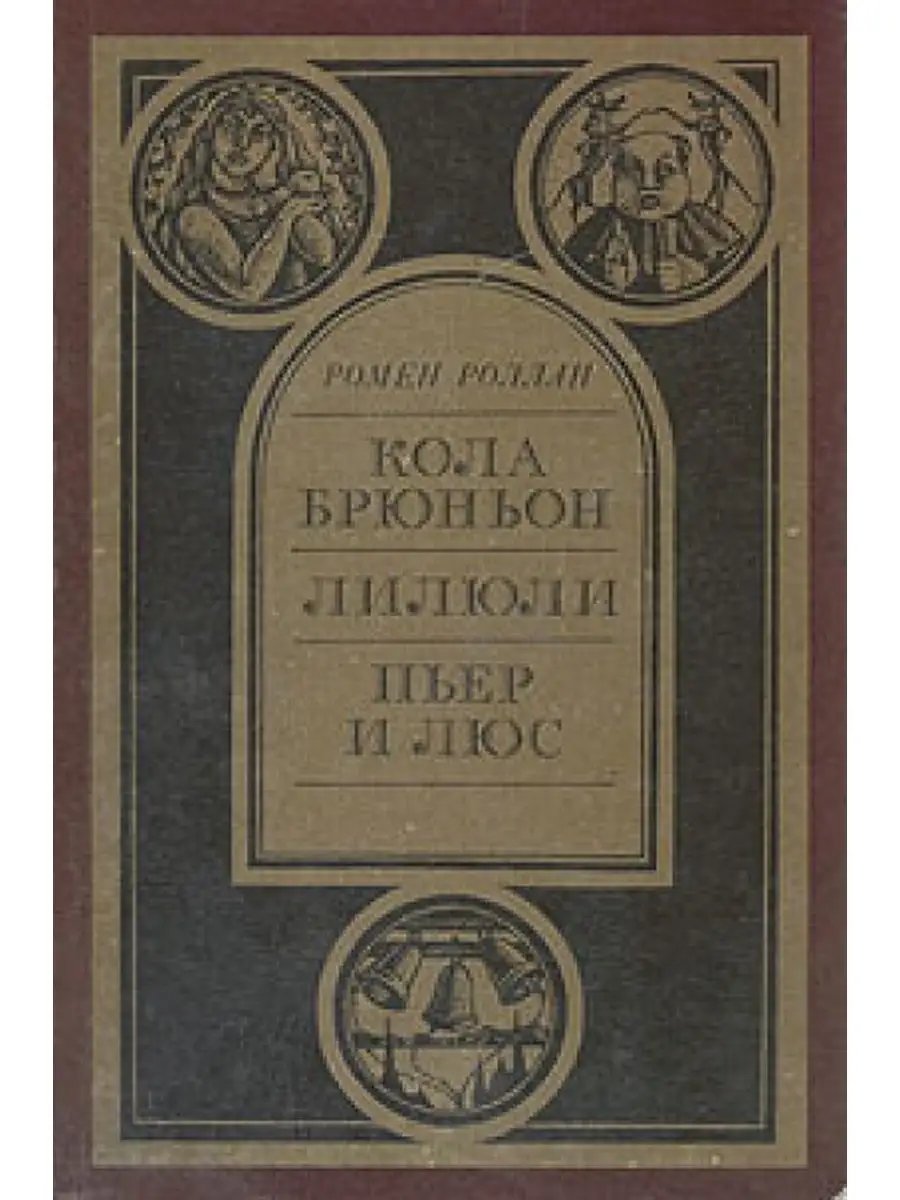 РОМЕН РОЛЛАН
КОЛА
БРЮНЬОН
ЛИЛЮЛИ
ПЬЕР
И ЛЮС